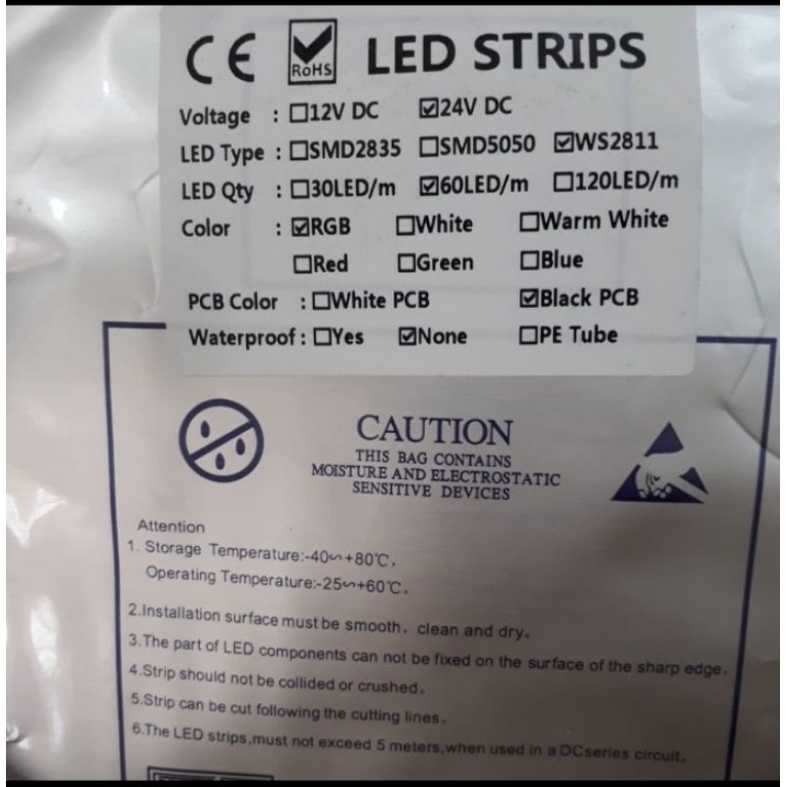 CE RoHS LED STRIPS
Voltage : ☐12V DC ☑24V DC
LED Type : ☐SMD2835 ☐SMD5050 ☑WS2811
LED Qty : ☐30LED/m ☑60LED/m ☐120LED/m
Color : ☑RGB ☐White ☐Warm White
☐Red ☐Green ☐Blue
PCB Color : ☐White PCB ☑Black PCB
Waterproof : ☐Yes ☑None ☐PE Tube
CAUTION
THIS BAG CONTAINS
MOISTURE AND ELECTROSTATIC
SENSITIVE DEVICES
Attention
1. Storage Temperature:-40∽+80℃,
Operating Temperature:-25∽+60℃。
2.Installation surface must be smooth，clean and dry。
3.The part of LED components can not be fixed on the surface of the sharp edge。
4.Strip should not be collided or crushed。
5.Strip can be cut following the cutting lines。
6.The LED strips,must not exceed 5 meters,when used in a DCseries circuit。